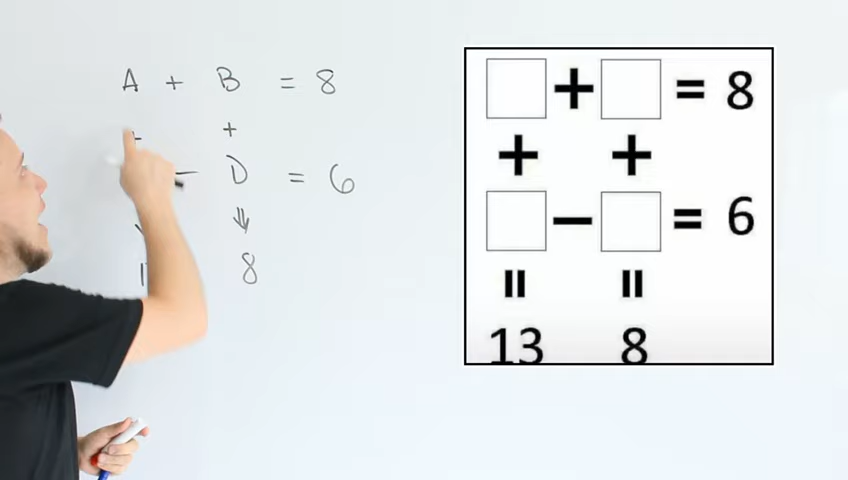 A + B = 8
+ +
− D = 6
⇓
8
□ + □ = 8
+ +
□ − □ = 6
= =
13 8